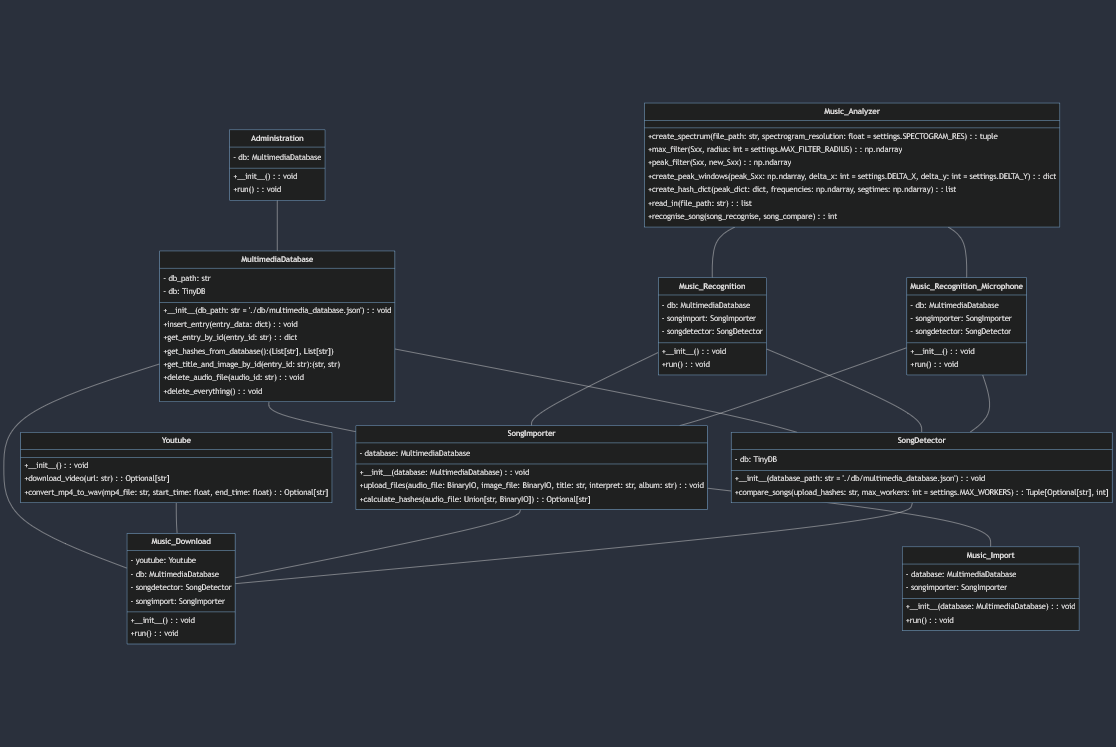 Administration
- db: MultimediaDatabase
+__init__() : : void
+run() : : void
Music_Analyzer
+create_spectrum(file_path: str, spectrogram_resolution: float = settings.SPECTOGRAM_RES) : : tuple
+max_filter(Sxx, radius: int = settings.MAX_FILTER_RADIUS) : : np.ndarray
+peak_filter(Sxx, new_Sxx) : : np.ndarray
+create_peak_windows(peak_Sxx: np.ndarray, delta_x: int = settings.DELTA_X, delta_y: int = settings.DELTA_Y) : : dict
+create_hash_dict(peak_dict: dict, frequencies: np.ndarray, segtimes: np.ndarray) : : list
+read_in(file_path: str) : : list
+recognise_song(song_recognise, song_compare) : : int
MultimediaDatabase
- db_path: str
- db: TinyDB
+__init__(db_path: str = './db/multimedia_database.json') : : void
+insert_entry(entry_data: dict) : : void
+get_entry_by_id(entry_id: str) : : dict
+get_hashes_from_database():(List[str], List[str])
+get_title_and_image_by_id(entry_id: str):(str, str)
+delete_audio_file(audio_id: str) : : void
+delete_everything() : : void
Music_Recognition
- db: MultimediaDatabase
- songimport: SongImporter
- songdetector: SongDetector
+__init__() : : void
+run() : : void
Music_Recognition_Microphone
- db: MultimediaDatabase
- songimporter: SongImporter
- songdetector: SongDetector
+__init__() : : void
+run() : : void
Youtube
+__init__() : : void
+download_video(url: str) : : Optional[str]
+convert_mp4_to_wav(mp4_file: str, start_time: float, end_time: float) : : Optional[str]
SongImporter
- database: MultimediaDatabase
+__init__(database: MultimediaDatabase) : : void
+upload_files(audio_file: BinaryIO, image_file: BinaryIO, title: str, interpret: str, album: str) : : void
+calculate_hashes(audio_file: Union[str, BinaryIO]) : : Optional[str]
SongDetector
- db: TinyDB
+__init__(database_path: str = './db/multimedia_database.json') : : void
+compare_songs(upload_hashes: str, max_workers: int = settings.MAX_WORKERS) : : Tuple[Optional[str], int]
Music_Download
- youtube: Youtube
- db: MultimediaDatabase
- songdetector: SongDetector
- songimport: SongImporter
+__init__() : : void
+run() : : void
Music_Import
- database: MultimediaDatabase
- songimporter: SongImporter
+__init__(database: MultimediaDatabase) : : void
+run() : : void